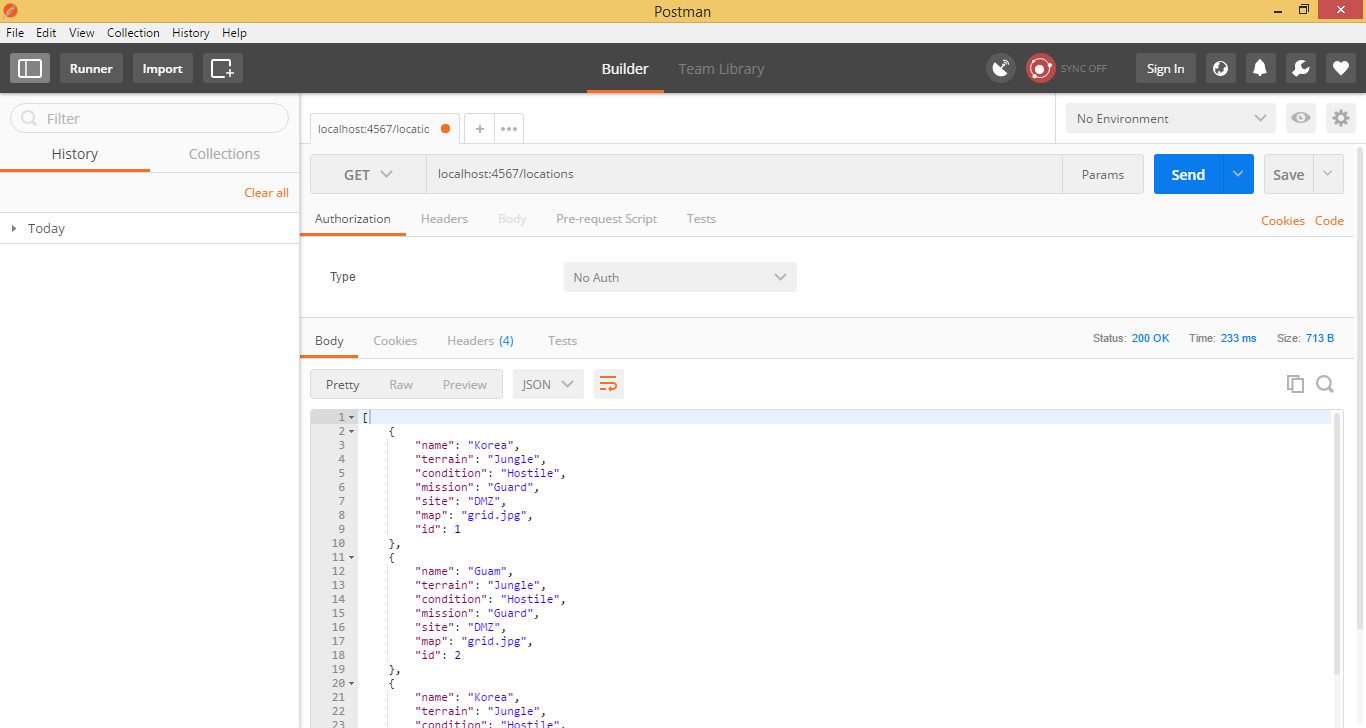 Postman
File Edit View Collection History Help
Runner Import Builder Team Library SYNC OFF Sign In
Filter
History Collections
Clear all
Today
localhost:4567/locatic + ••• No Environment
GET localhost:4567/locations Params Send Save
Authorization Headers Body Pre-request Script Tests Cookies Code
Type No Auth
Body Cookies Headers (4) Tests Status: 200 OK Time: 233 ms Size: 713 B
Pretty Raw Preview JSON
1 [
2 {
3 "name": "Korea",
4 "terrain": "Jungle",
5 "condition": "Hostile",
6 "mission": "Guard",
7 "site": "DMZ",
8 "map": "grid.jpg",
9 "id": 1
10 },
11 {
12 "name": "Guam",
13 "terrain": "Jungle",
14 "condition": "Hostile",
15 "mission": "Guard",
16 "site": "DMZ",
17 "map": "grid.jpg",
18 "id": 2
19 },
20 {
21 "name": "Korea",
22 "terrain": "Jungle",
23 "condition": "Hostile",